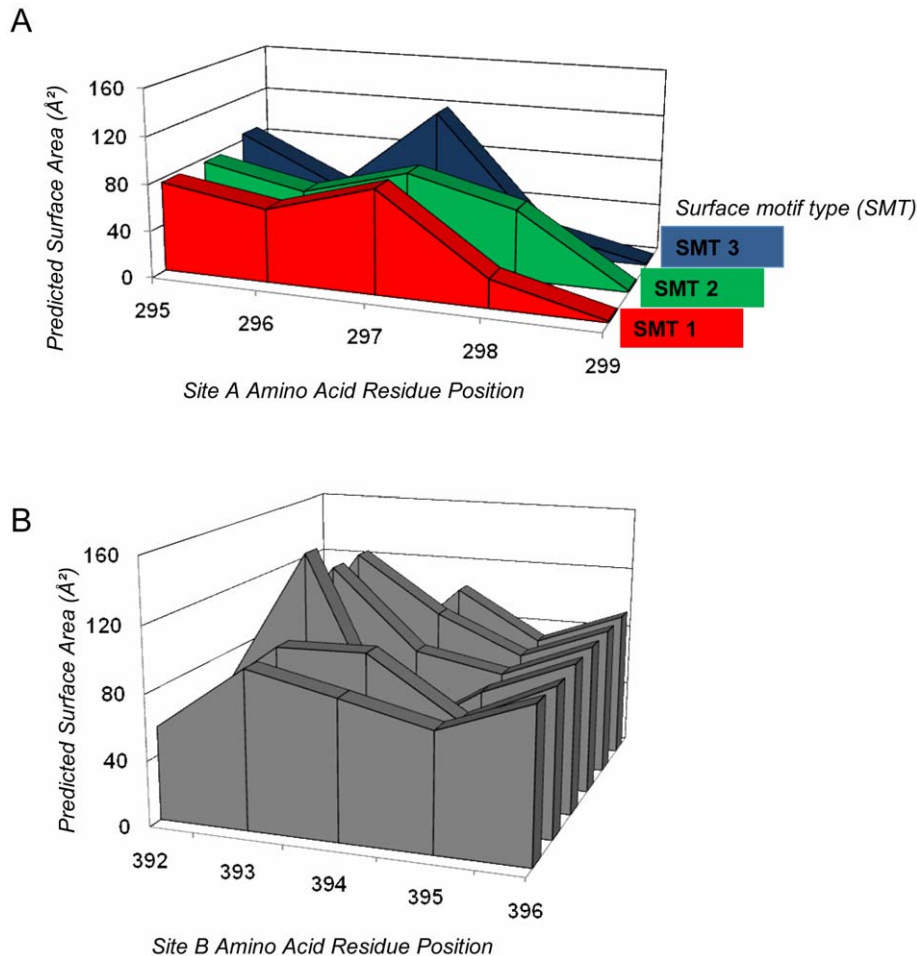 A
Predicted Surface Area (Å²)
160
120
80
40
0
295
296
297
298
299
Site A Amino Acid Residue Position
Surface motif type (SMT)
SMT 3
SMT 2
SMT 1
B
Predicted Surface Area (Å²)
160
120
80
40
0
392
393
394
395
396
Site B Amino Acid Residue Position